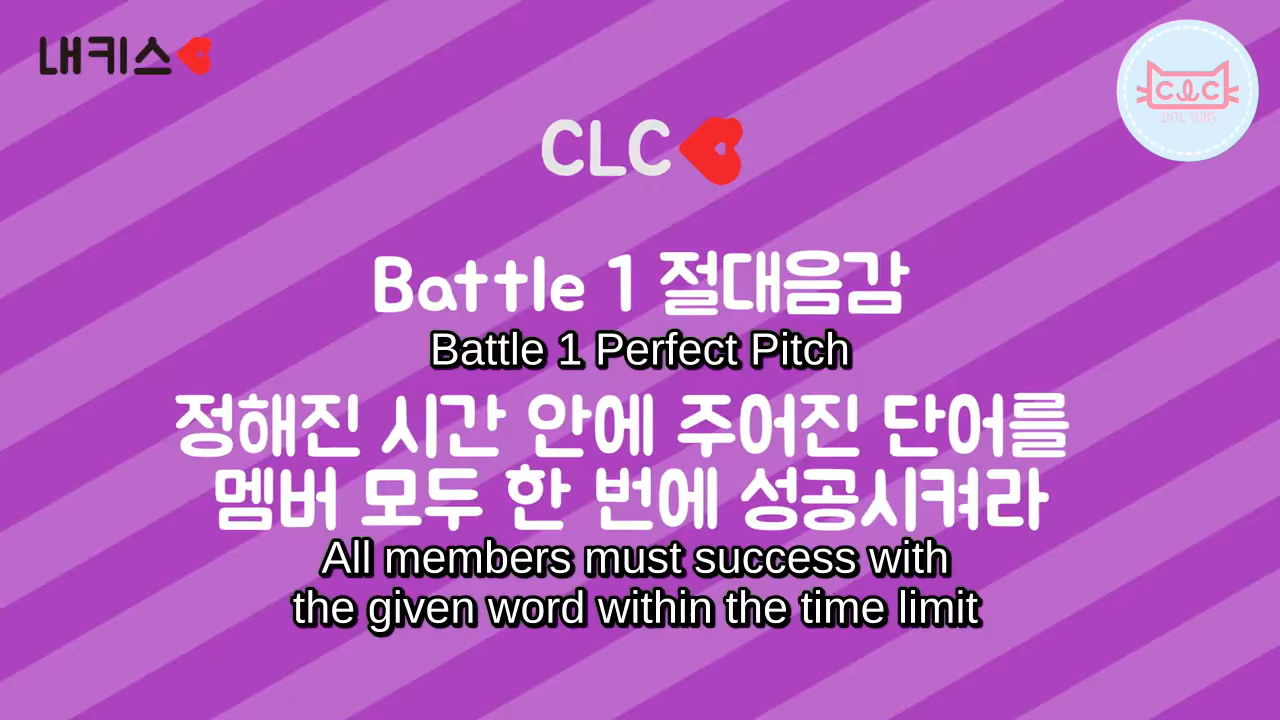 내키스
CLC
INTL SUBS
CLC
Battle 1 절대음감
Battle 1 Perfect Pitch
정해진 시간 안에 주어진 단어를
멤버 모두 한 번에 성공시켜라
All members must success with
the given word within the time limit